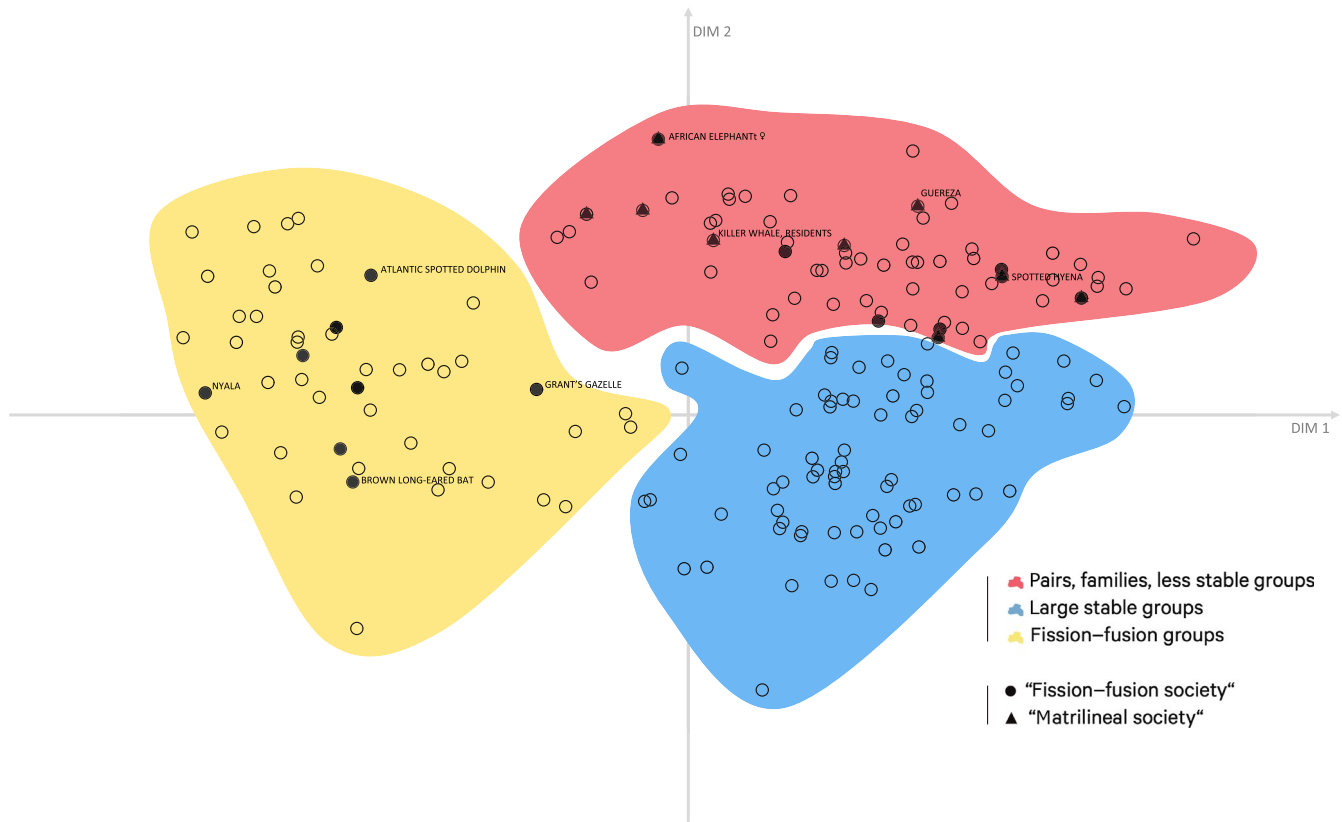 DIM 2
AFRICAN ELEPHANTt ♀
GUEREZA
KILLER WHALE, RESIDENTS
ATLANTIC SPOTTED DOLPHIN
SPOTTED HYENA
NYALA
GRANT'S GAZELLE
DIM 1
BROWN LONG-EARED BAT
Pairs, families, less stable groups
Large stable groups
Fission–fusion groups
“Fission–fusion society“
“Matrilineal society“